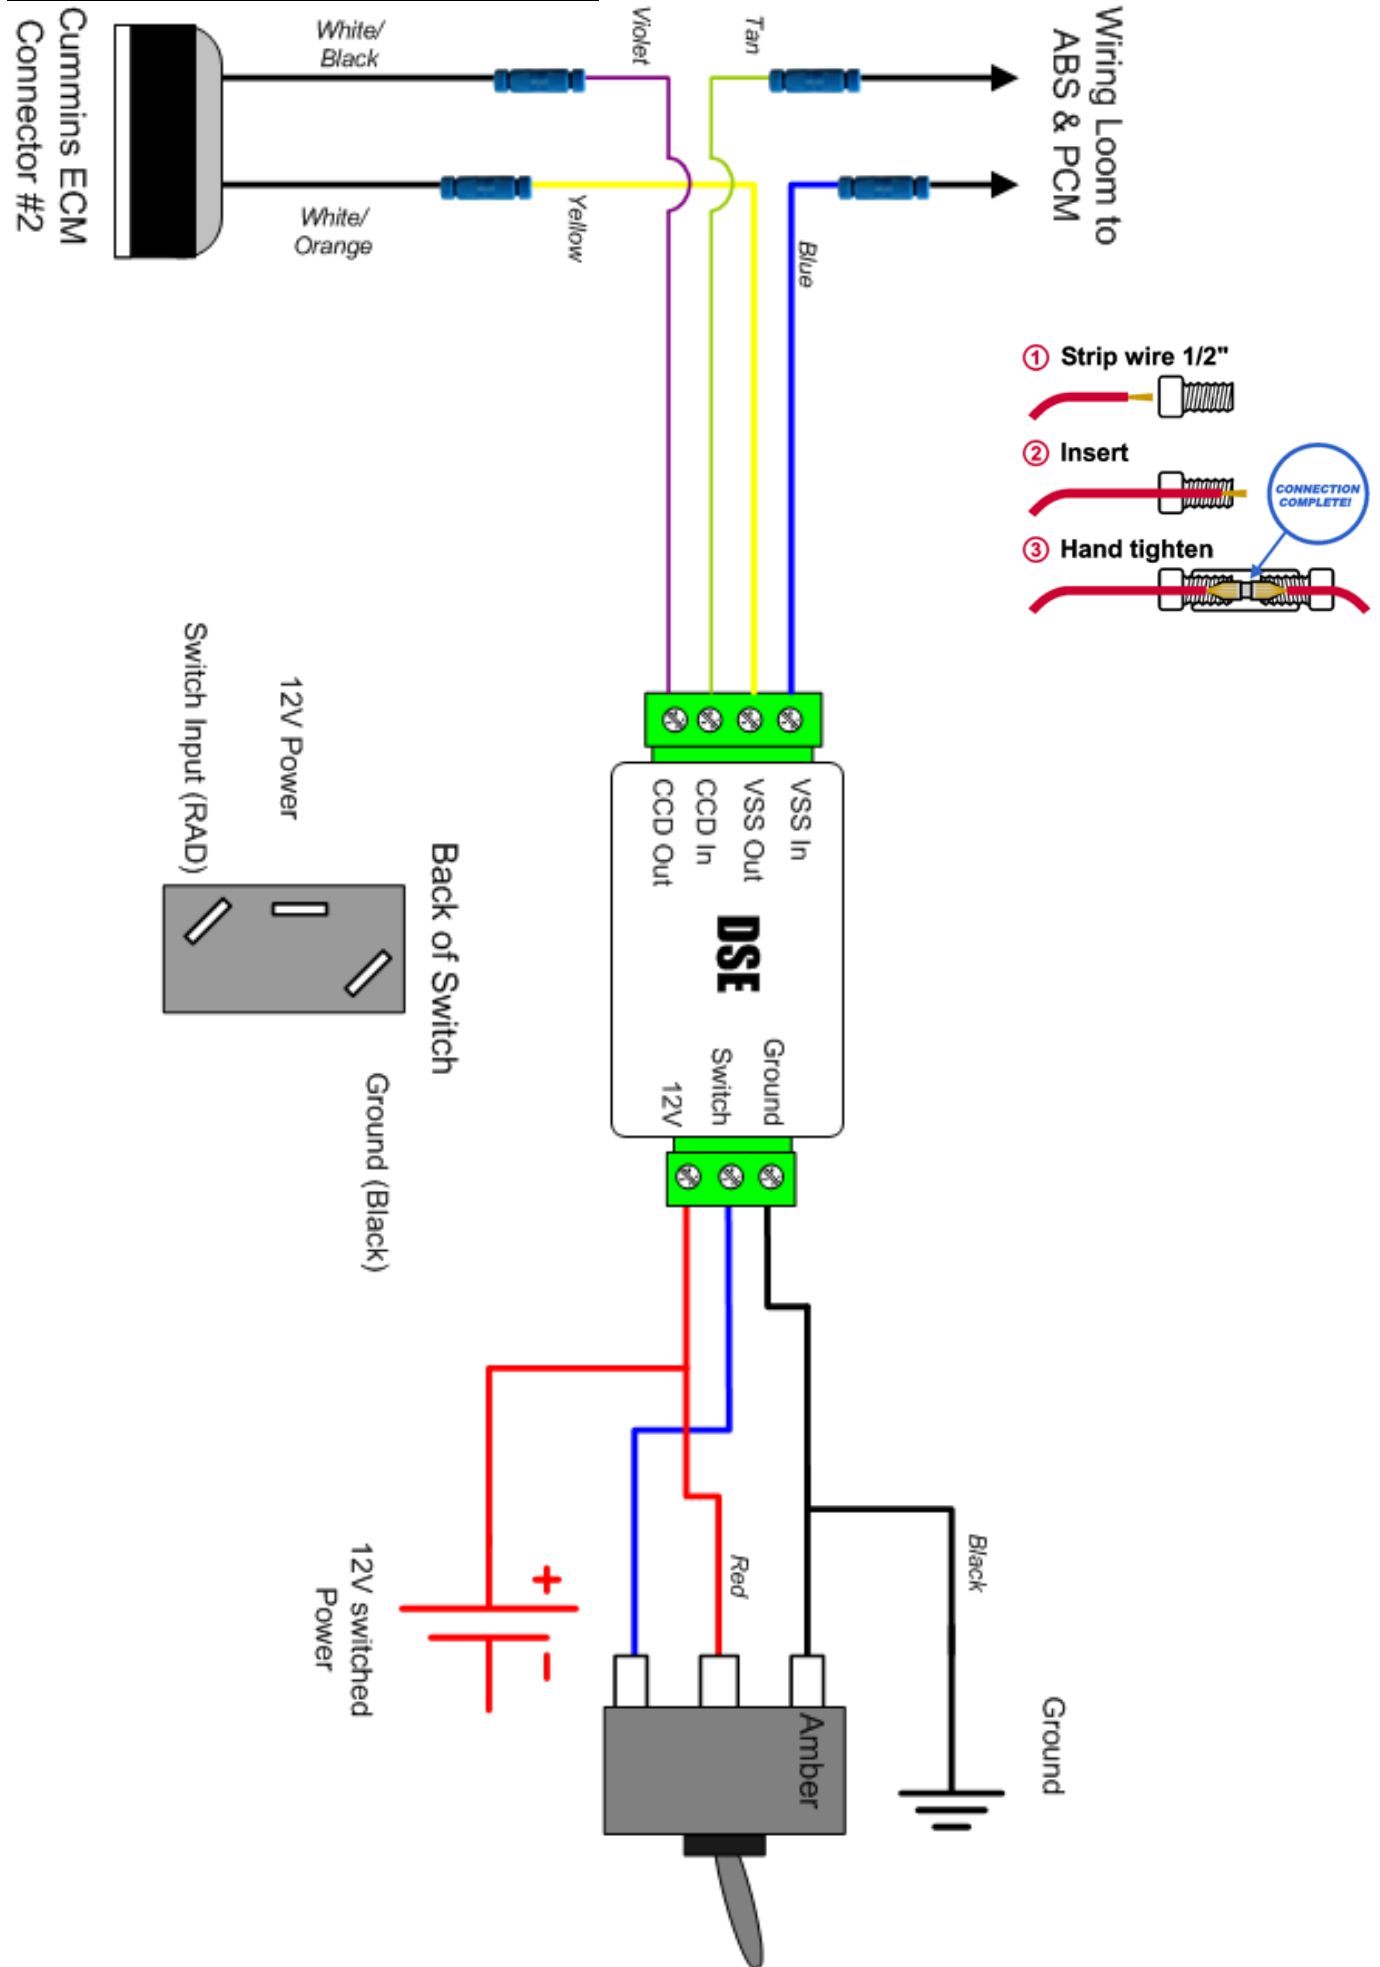 Cummins ECM
Connector #2
White/
Black
White/
Orange
Violet
Yellow
Tan
Blue
Wiring Loom to
ABS & PCM
1 Strip wire 1/2"
2 Insert
3 Hand tighten
CONNECTION
COMPLETE!
VSS In
VSS Out
CCD In
CCD Out
DSE
Ground
Switch
12V
Back of Switch
12V Power
Switch Input (RAD)
Ground (Black)
12V switched
Power
+
-
Red
Black
Ground
Amber